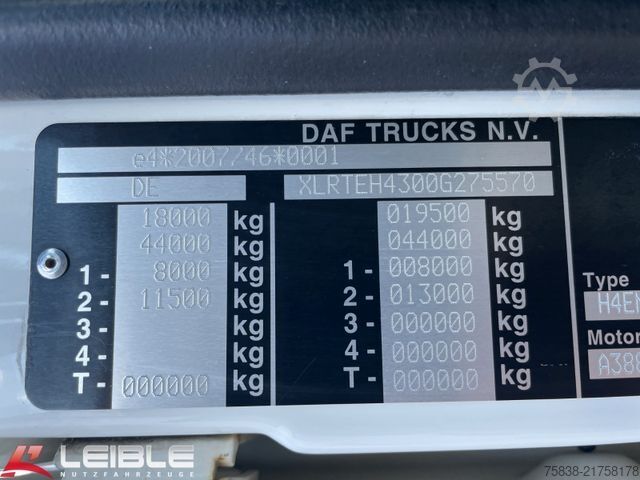 DAF TRUCKS N.V.
e4*2007/46*0001
DE XLRTEH4300G275570
18000 kg 019500 kg
44000 kg 044000 kg
1- 8000 kg 1- 008000 kg
2- 11500 kg 2- 013000 kg
3- kg 3- 000000 kg
4- kg 4- 000000 kg
T- 000000 kg T- 000000 kg
Type
H4EN
Motor
A388
LEIBLE
NUTZFAHRZEUGE
75838-21758178